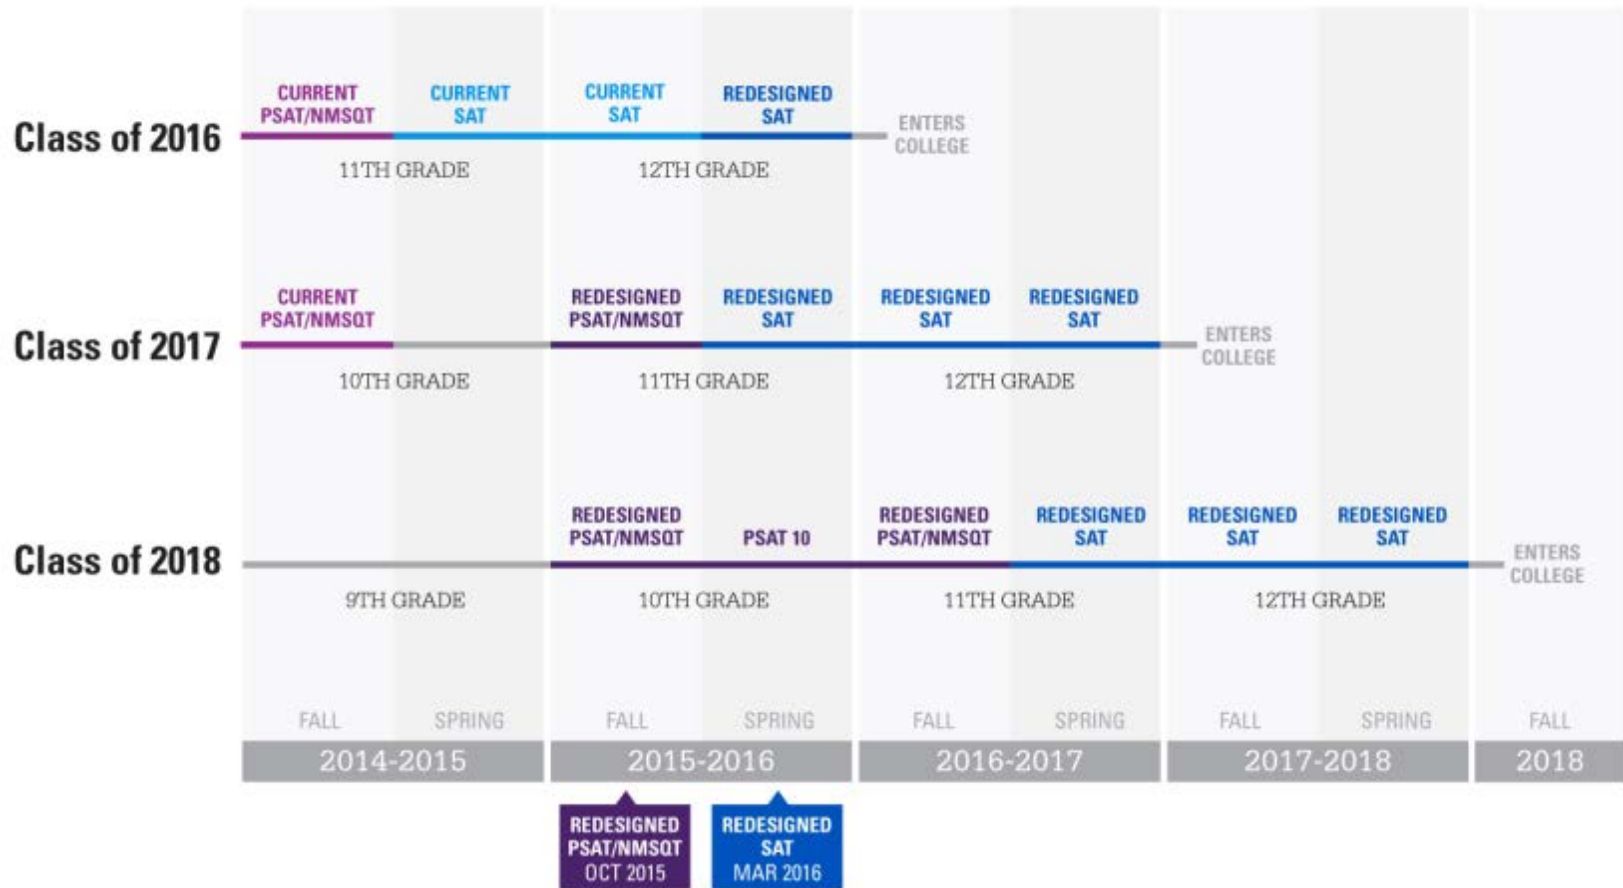 CURRENT
PSAT/NMSQT
CURRENT
SAT
CURRENT
SAT
REDESIGNED
SAT
Class of 2016
ENTERS
COLLEGE
11TH GRADE
12TH GRADE
CURRENT
PSAT/NMSQT
REDESIGNED
PSAT/NMSQT
REDESIGNED
SAT
REDESIGNED
SAT
REDESIGNED
SAT
Class of 2017
ENTERS
COLLEGE
10TH GRADE
11TH GRADE
12TH GRADE
REDESIGNED
PSAT/NMSQT
PSAT 10
REDESIGNED
PSAT/NMSQT
REDESIGNED
SAT
REDESIGNED
SAT
REDESIGNED
SAT
Class of 2018
ENTERS
COLLEGE
9TH GRADE
10TH GRADE
11TH GRADE
12TH GRADE
FALL SPRING FALL SPRING FALL SPRING FALL SPRING FALL
2014-2015 2015-2016 2016-2017 2017-2018 2018
REDESIGNED
PSAT/NMSQT
OCT 2015
REDESIGNED
SAT
MAR 2016